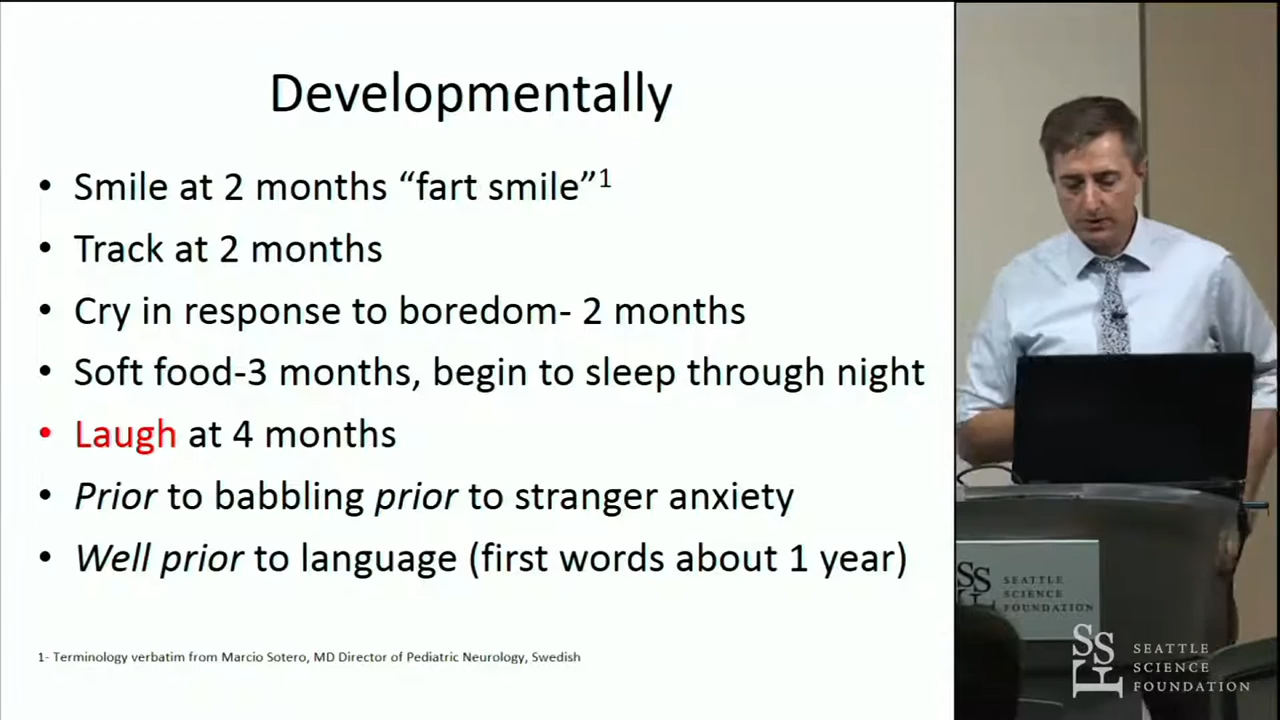 Developmentally
• Smile at 2 months “fart smile”1
• Track at 2 months
• Cry in response to boredom- 2 months
• Soft food-3 months, begin to sleep through night
• Laugh at 4 months
• Prior to babbling prior to stranger anxiety
• Well prior to language (first words about 1 year)
1- Terminology verbatim from Marcio Sotero, MD Director of Pediatric Neurology, Swedish
SEATTLE
SCIENCE
FOUNDATION
SSF
SEATTLE
SCIENCE
FOUNDATION